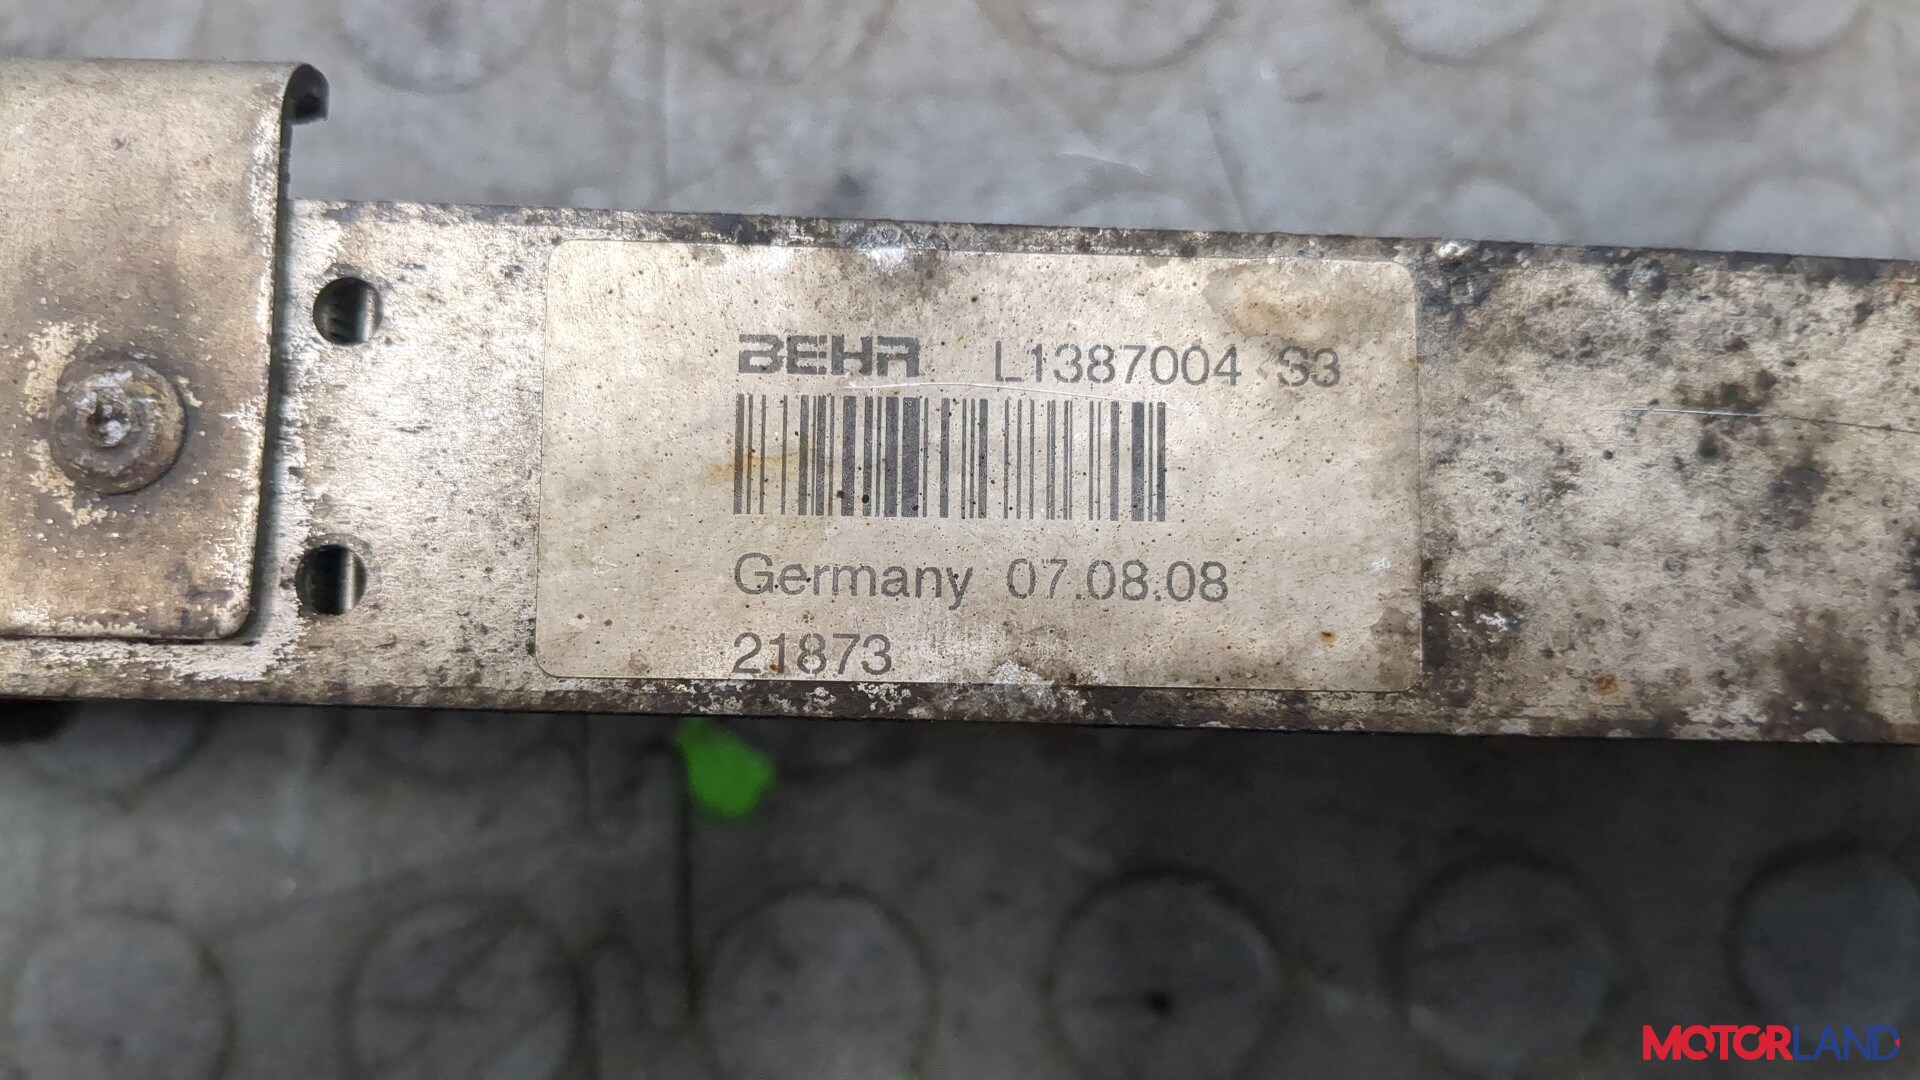 BEHR L1387004 S3
Germany 07.08.08
21873
MOTORLAND